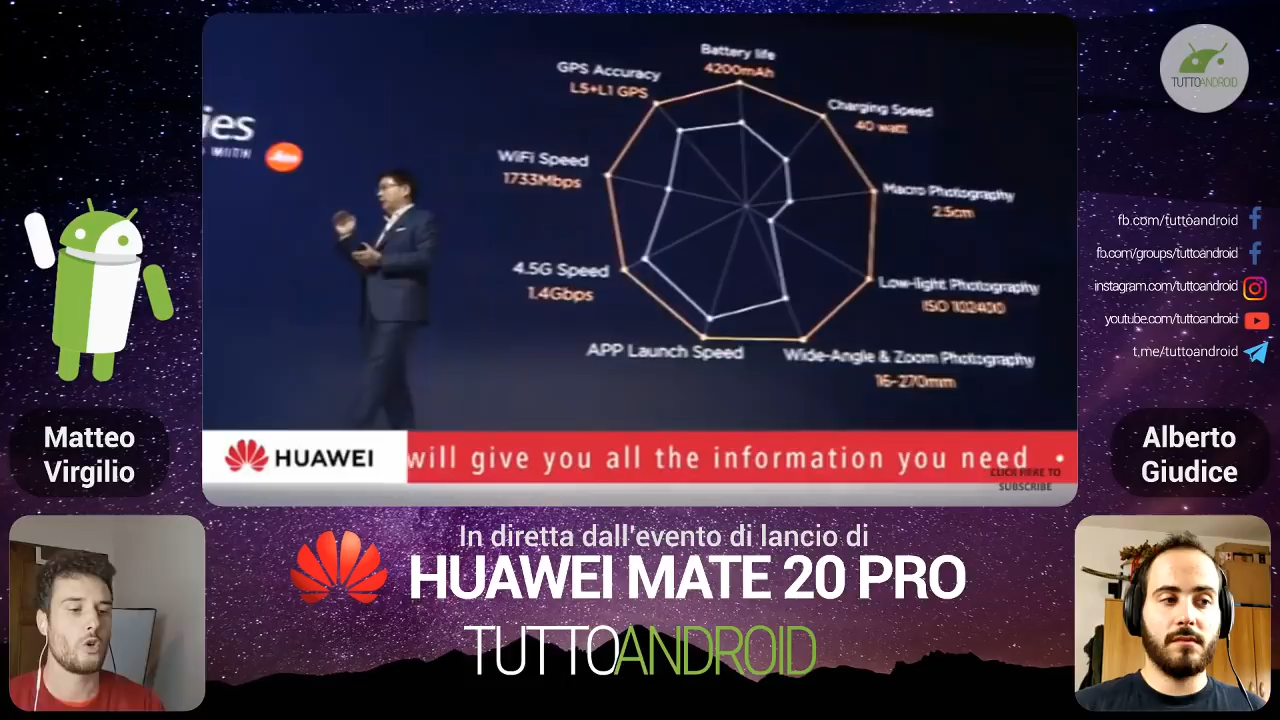 Battery life
4200mAh
GPS Accuracy
L5+L1 GPS
Charging Speed
40 watt
ies
WITH
Leica
WiFi Speed
1733Mbps
Macro Photography
2.5cm
4.5G Speed
1.4Gbps
Low-light Photography
ISO 102400
APP Launch Speed
Wide-Angle & Zoom Photography
16-270mm
HUAWEI
will give you all the information you need. •
CLICK HERE TO
SUBSCRIBE
TUTTOANDROID
fb.com/tuttoandroid
fb.com/groups/tuttoandroid
instagram.com/tuttoandroid
youtube.com/tuttoandroid
t.me/tuttoandroid
Matteo
Virgilio
Alberto
Giudice
In diretta dall'evento di lancio di
HUAWEI MATE 20 PRO
TUTTOANDROID